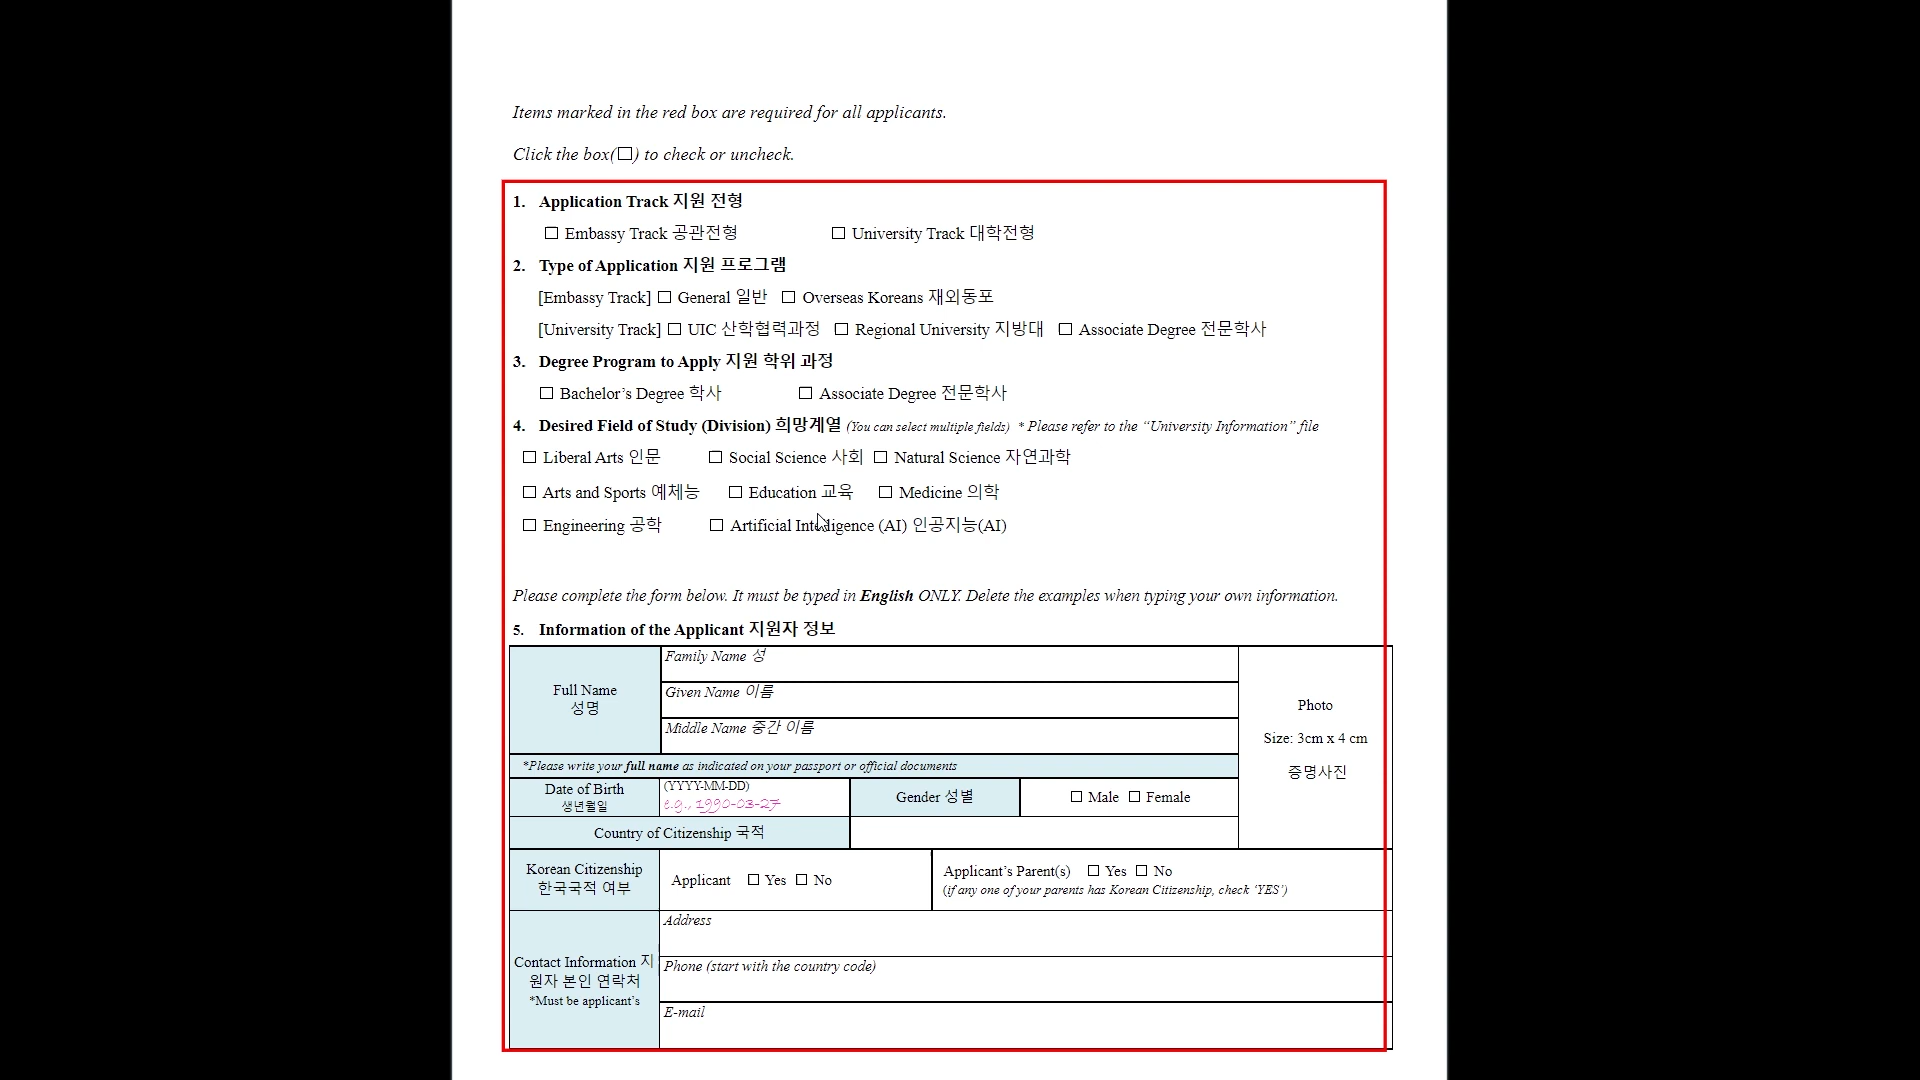 Items marked in the red box are required for all applicants.
Click the box(☐) to check or uncheck.
1. Application Track 지원 전형
☐ Embassy Track 공관전형 ☐ University Track 대학전형
2. Type of Application 지원 프로그램
[Embassy Track] ☐ General 일반 ☐ Overseas Koreans 재외동포
[University Track] ☐ UIC 산학협력과정 ☐ Regional University 지방대 ☐ Associate Degree 전문학사
3. Degree Program to Apply 지원 학위 과정
☐ Bachelor’s Degree 학사 ☐ Associate Degree 전문학사
4. Desired Field of Study (Division) 희망계열 (You can select multiple fields) * Please refer to the “University Information” file
☐ Liberal Arts 인문 ☐ Social Science 사회 ☐ Natural Science 자연과학
☐ Arts and Sports 예체능 ☐ Education 교육 ☐ Medicine 의학
☐ Engineering 공학 ☐ Artificial Intelligence (AI) 인공지능(AI)
Please complete the form below. It must be typed in English ONLY. Delete the examples when typing your own information.
5. Information of the Applicant 지원자 정보
Full Name
성명
Family Name 성
Given Name 이름
Middle Name 중간 이름
Photo
Size: 3cm x 4 cm
증명사진
*Please write your full name as indicated on your passport or official documents
Date of Birth
생년월일
(YYYY-MM-DD)
e.g., 1990-03-27
Gender 성별
☐ Male ☐ Female
Country of Citizenship 국적
Korean Citizenship
한국국적 여부
Applicant ☐ Yes ☐ No
Applicant’s Parent(s) ☐ Yes ☐ No
(if any one of your parents has Korean Citizenship, check ‘YES’)
Contact Information 지
원자 본인 연락처
*Must be applicant’s
Address
Phone (start with the country code)
E-mail